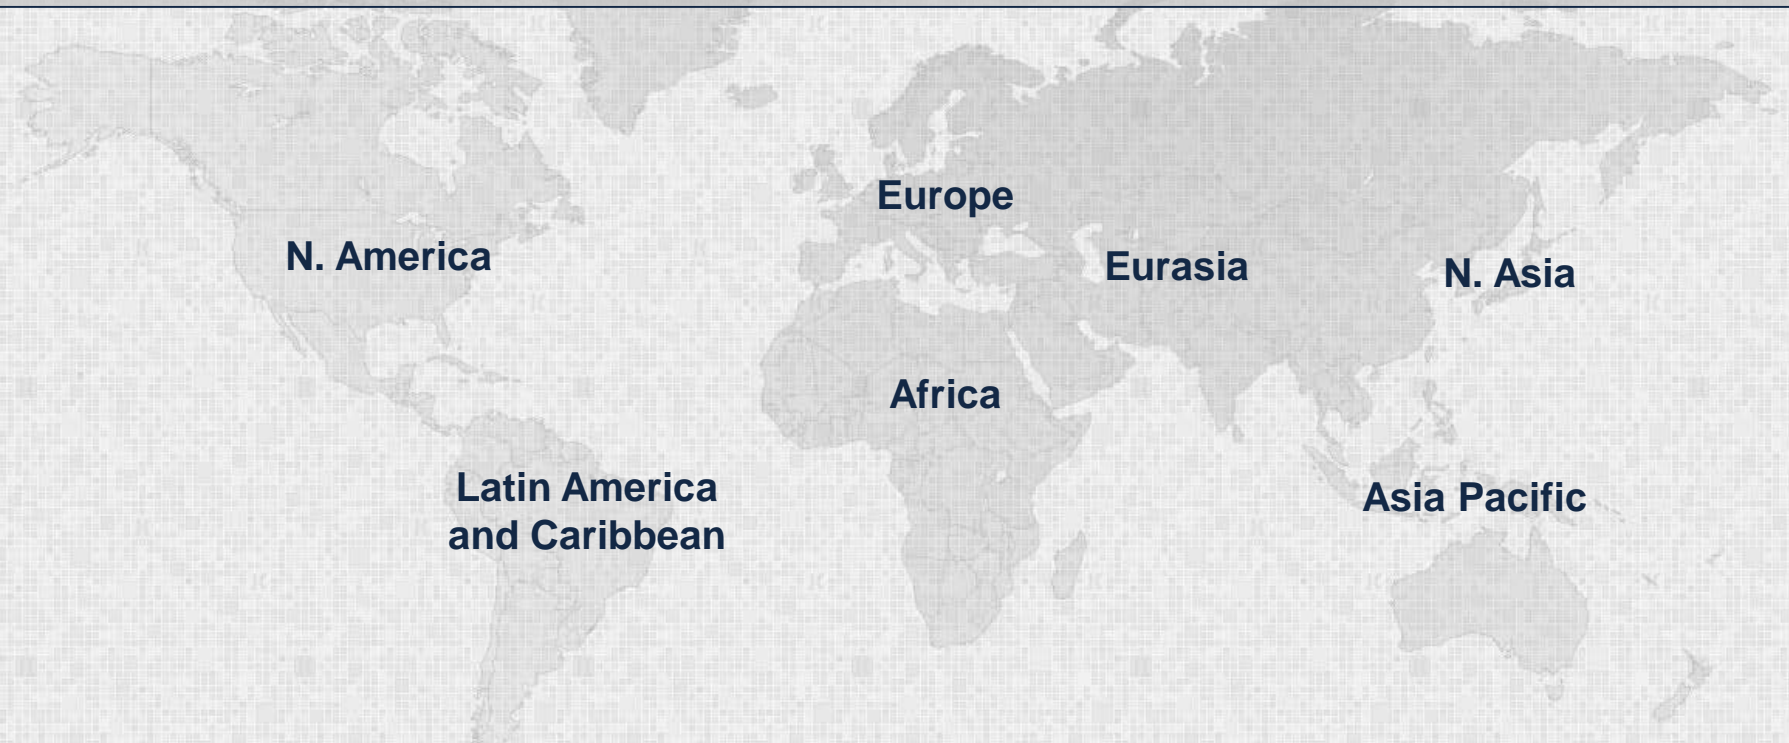 Europe
N. America
Eurasia
N. Asia
Africa
Latin America
and Caribbean
Asia Pacific